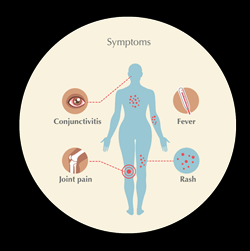 Symptoms
Conjunctivitis
Fever
Joint pain
Rash